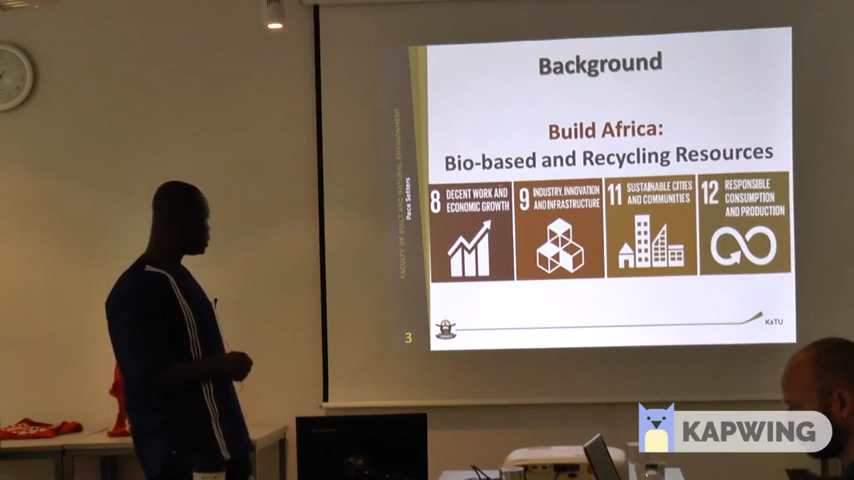 Background
Build Africa:
Bio-based and Recycling Resources
8 DECENT WORK AND
ECONOMIC GROWTH
9 INDUSTRY, INNOVATION
AND INFRASTRUCTURE
11 SUSTAINABLE CITIES
AND COMMUNITIES
12 RESPONSIBLE
CONSUMPTION
AND PRODUCTION
FACULTY OF BUILT AND NATURAL ENVIRONMENT
Pace Setters
3
KsTU
KAPWING